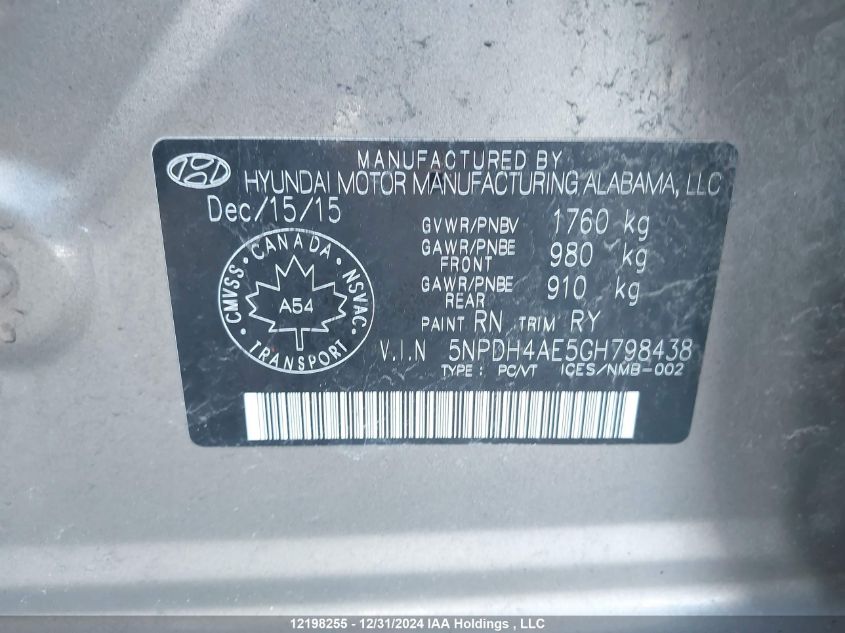 MANUFACTURED BY
HYUNDAI MOTOR MANUFACTURING ALABAMA, LLC
Dec/15/15
GVWR/PNBV 1760 kg
GAWR/PNBE FRONT 980 kg
GAWR/PNBE REAR 910 kg
PAINT RN TRIM RY
V.I.N 5NPDH4AE5GH798438
TYPE : PC/VT ICES/NMB-002
CMVSS • CANADA • NSVAC • TRANSPORT •
A54
12198255 - 12/31/2024 IAA Holdings , LLC